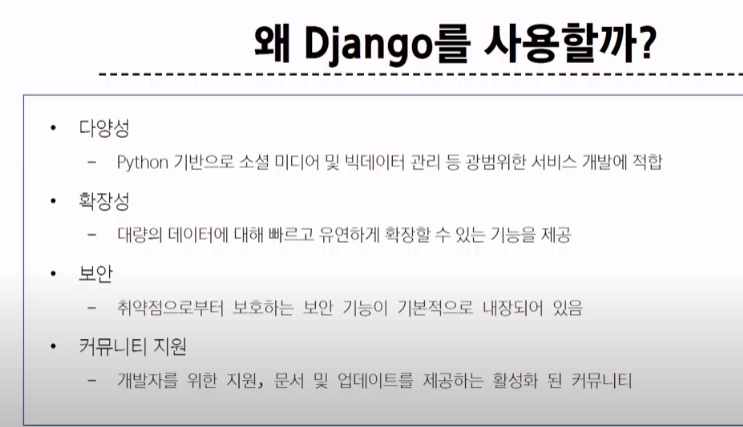 왜 Django를 사용할까?
• 다양성
– Python 기반으로 소셜 미디어 및 빅데이터 관리 등 광범위한 서비스 개발에 적합
• 확장성
– 대량의 데이터에 대해 빠르고 유연하게 확장할 수 있는 기능을 제공
• 보안
– 취약점으로부터 보호하는 보안 기능이 기본적으로 내장되어 있음
• 커뮤니티 지원
– 개발자를 위한 지원, 문서 및 업데이트를 제공하는 활성화 된 커뮤니티